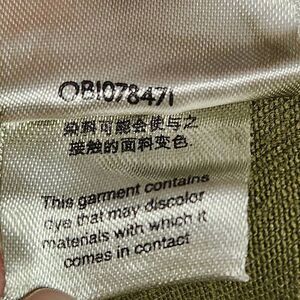 OBI078471
染料可能会使与之
接触的面料变色.
This garment contains
dye that may discolor
materials with which it
comes in contact